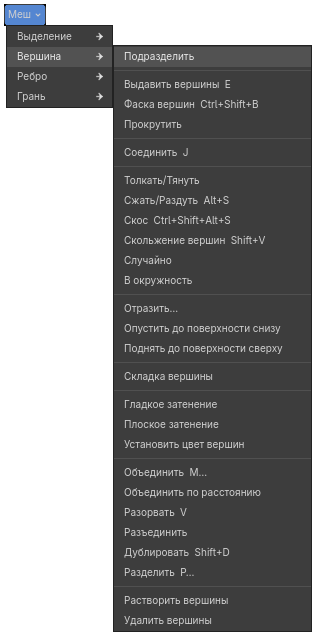 Меш
Выделение
Вершина
Ребро
Грань
Подразделить
Выдавить вершины E
Фаска вершин Ctrl+Shift+B
Прокрутить
Соединить J
Толкать/Тянуть
Сжать/Раздуть Alt+S
Скос Ctrl+Shift+Alt+S
Скольжение вершин Shift+V
Случайно
В окружность
Отразить...
Опустить до поверхности снизу
Поднять до поверхности сверху
Складка вершины
Гладкое затенение
Плоское затенение
Установить цвет вершин
Объединить M...
Объединить по расстоянию
Разорвать V
Разъединить
Дублировать Shift+D
Разделить P...
Растворить вершины
Удалить вершины